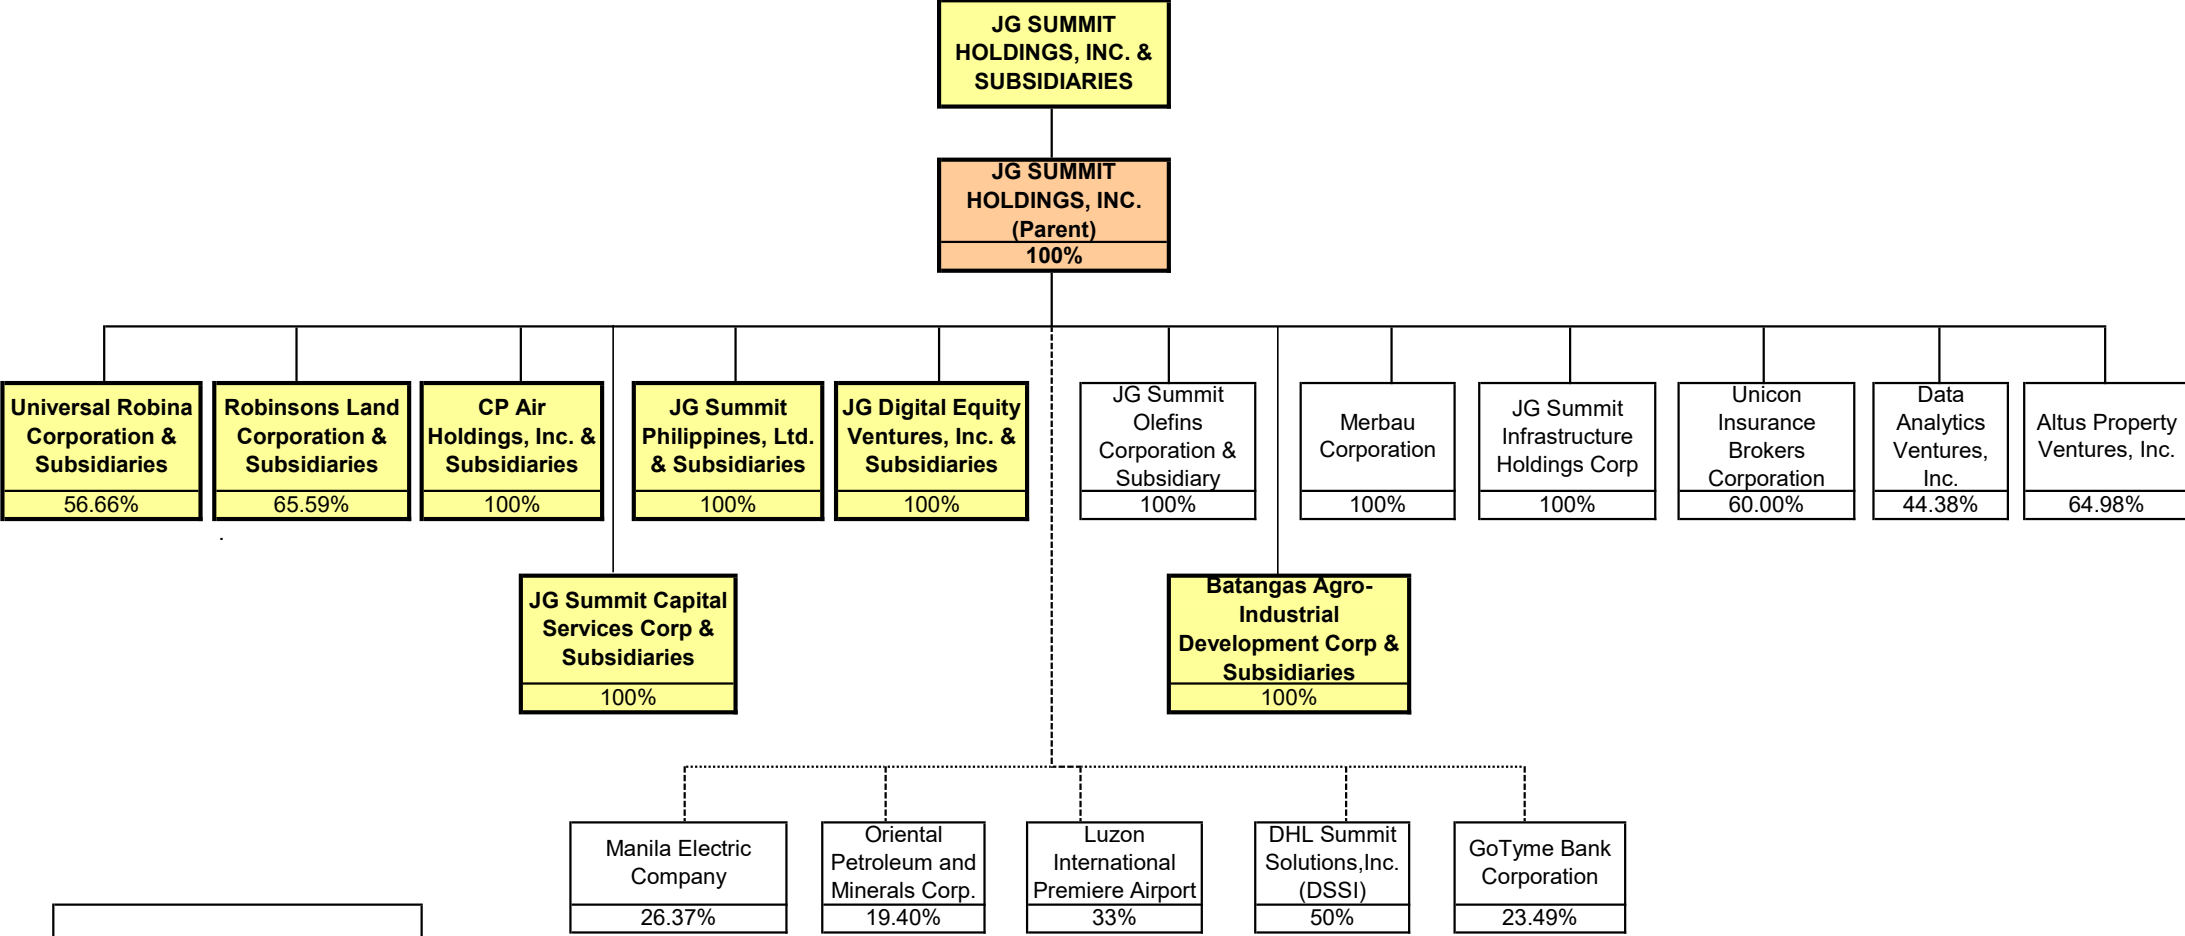 JG SUMMIT
HOLDINGS, INC. &
SUBSIDIARIES
JG SUMMIT
HOLDINGS, INC.
(Parent)
100%
Universal Robina
Corporation &
Subsidiaries
56.66%
Robinsons Land
Corporation &
Subsidiaries
65.59%
CP Air
Holdings, Inc. &
Subsidiaries
100%
JG Summit
Philippines, Ltd.
& Subsidiaries
100%
JG Digital Equity
Ventures, Inc. &
Subsidiaries
100%
JG Summit
Olefins
Corporation &
Subsidiary
100%
Merbau
Corporation
100%
JG Summit
Infrastructure
Holdings Corp
100%
Unicon
Insurance
Brokers
Corporation
60.00%
Data
Analytics
Ventures,
Inc.
44.38%
Altus Property
Ventures, Inc.
64.98%
.
JG Summit Capital
Services Corp &
Subsidiaries
100%
Batangas Agro-
Industrial
Development Corp &
Subsidiaries
100%
Manila Electric
Company
26.37%
Oriental
Petroleum and
Minerals Corp.
19.40%
Luzon
International
Premiere Airport
33%
DHL Summit
Solutions,Inc.
(DSSI)
50%
GoTyme Bank
Corporation
23.49%